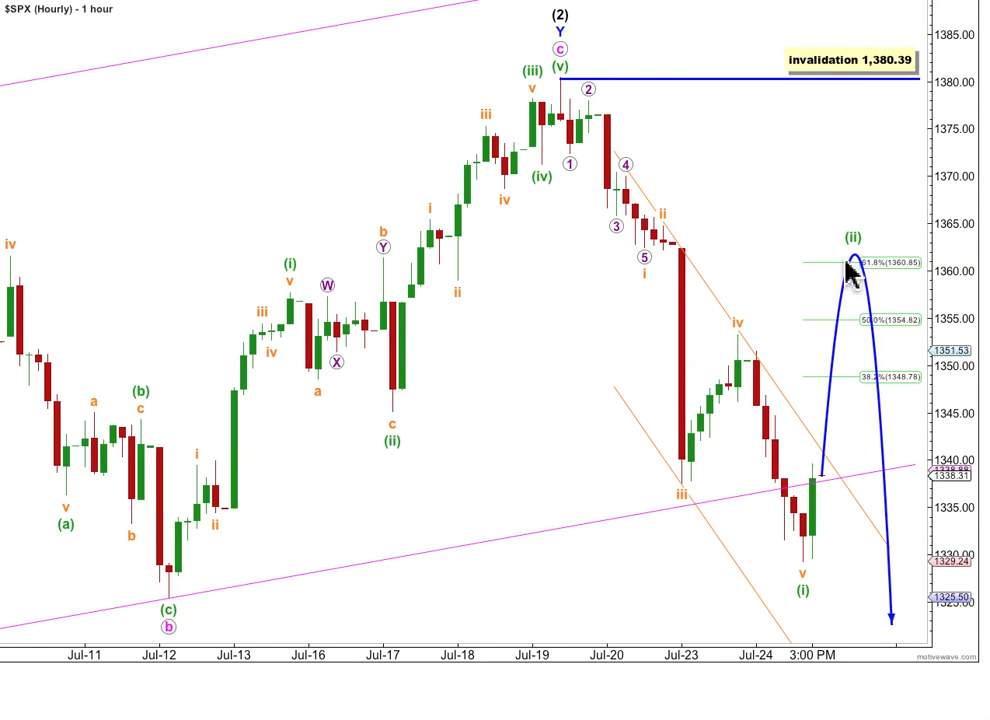 $SPX (Hourly) - 1 hour
(2)
Y
c
(v)
(iii)
v
2
iii
iv
(iv)
1
4
3
ii
5
i
i
ii
b
Y
iv
(i)
v
W
iii
iv
X
a
c
(ii)
(b)
c
a
i
v
(a)
b
ii
(c)
b
iv
iii
v
(i)
(ii)
invalidation 1,380.39
61.8%(1360.85)
50.0%(1354.82)
38.2%(1348.78)
1385.00
1380.00
1375.00
1370.00
1365.00
1360.00
1355.00
1351.53
1350.00
1345.00
1340.00
1338.31
1335.00
1330.00
1329.24
1325.50
Jul-11 Jul-12 Jul-13 Jul-16 Jul-17 Jul-18 Jul-19 Jul-20 Jul-23 Jul-24 3:00 PM
motivewave.com